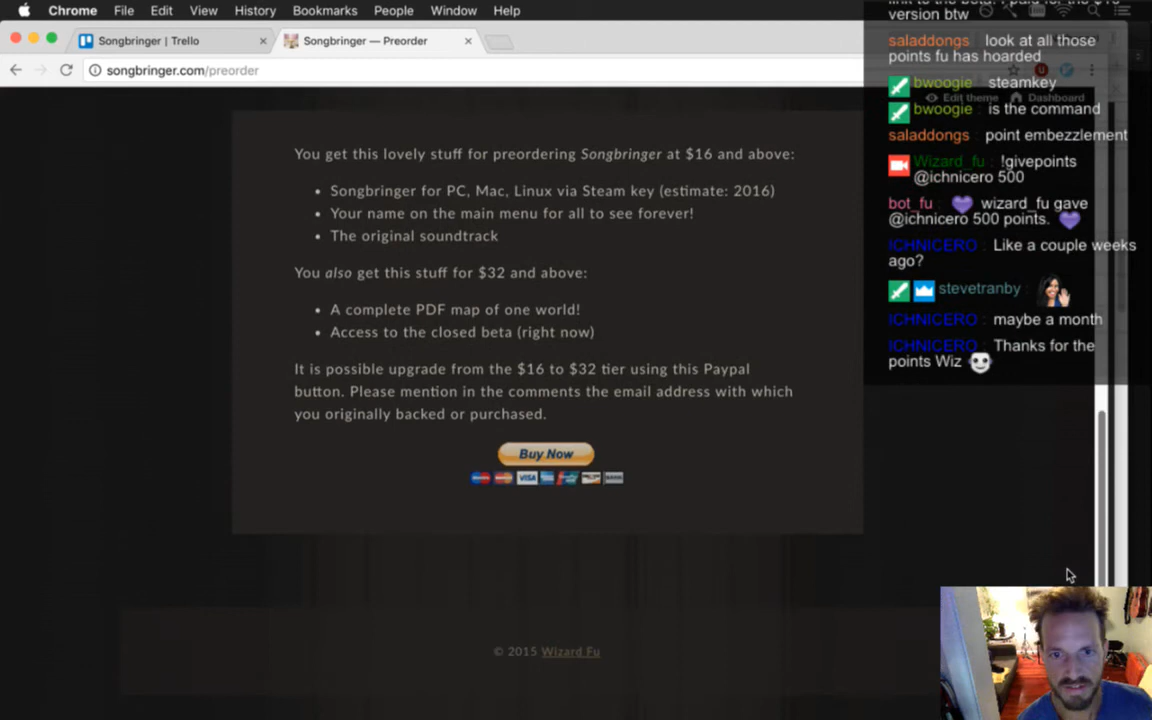 Chrome File Edit View History Bookmarks People Window Help
Songbringer | Trello
Songbringer — Preorder
songbringer.com/preorder
Edit theme
Dashboard
You get this lovely stuff for preordering Songbringer at $16 and above:
• Songbringer for PC, Mac, Linux via Steam key (estimate: 2016)
• Your name on the main menu for all to see forever!
• The original soundtrack
You also get this stuff for $32 and above:
• A complete PDF map of one world!
• Access to the closed beta (right now)
It is possible upgrade from the $16 to $32 tier using this Paypal
button. Please mention in the comments the email address with which
you originally backed or purchased.
Buy Now
VISA
© 2015 Wizard Fu
version btw
saladdongs : look at all those
points fu has hoarded
bwoogie : steamkey
bwoogie : is the command
saladdongs : point embezzlement
Wizard_fu : !givepoints
@ichnicero 500
bot_fu : wizard_fu gave
@ichnicero 500 points.
ICHNICERO : Like a couple weeks
ago?
stevetranby :
ICHNICERO : maybe a month
ICHNICERO : Thanks for the
points Wiz